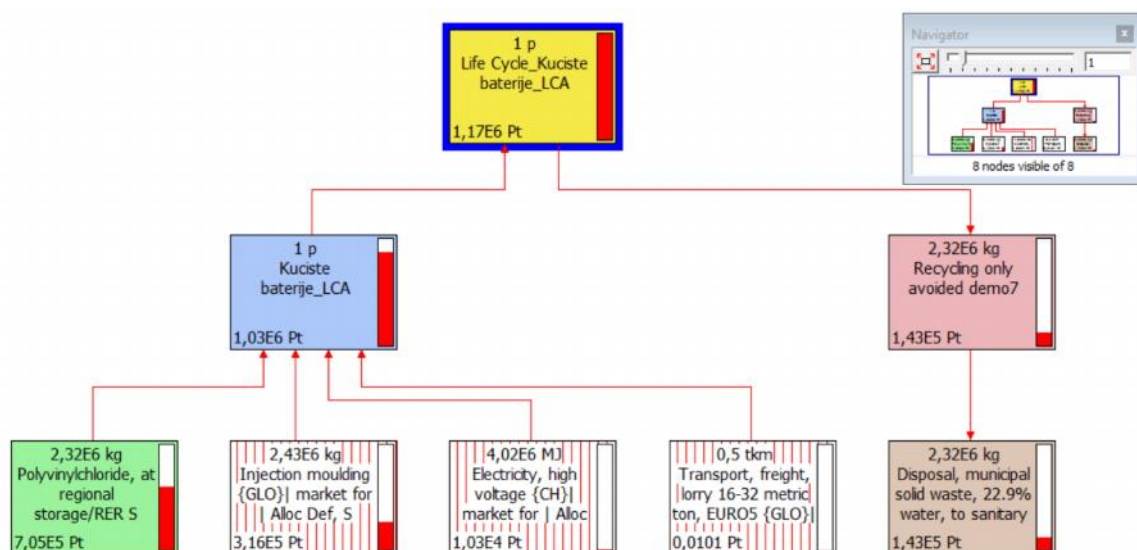 1 p
Life Cycle_Kuciste
baterije_LCA
1,17E6 Pt
Navigator
x
1
8 nodes visible of 8
1 p
Kuciste
baterije_LCA
1,03E6 Pt
2,32E6 kg
Recycling only
avoided demo7
1,43E5 Pt
2,32E6 kg
Polyvinylchloride, at
regional
storage/RER S
7,05E5 Pt
2,43E6 kg
Injection moulding
{GLO}| market for
| Alloc Def, S
3,16E5 Pt
4,02E6 MJ
Electricity, high
voltage {CH}|
market for | Alloc
1,03E4 Pt
0,5 tkm
Transport, freight,
lorry 16-32 metric
ton, EURO5 {GLO}|
0,0101 Pt
2,32E6 kg
Disposal, municipal
solid waste, 22.9%
water, to sanitary
1,43E5 Pt